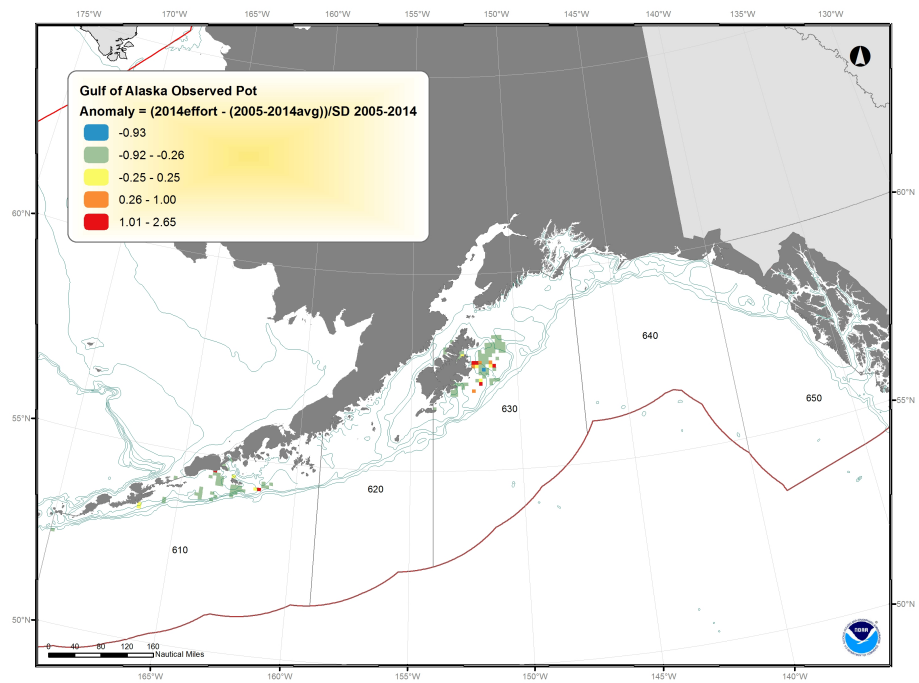 175°W 170°W 165°W 160°W 155°W 150°W 145°W 140°W 135°W 130°W
Gulf of Alaska Observed Pot
Anomaly = (2014effort - (2005-2014avg))/SD 2005-2014
-0.93
-0.92 - -0.26
-0.25 - 0.25
0.26 - 1.00
1.01 - 2.65
60°N
60°N
640
650
55°N
55°N
630
620
610
50°N
50°N
NOAA
0 40 80 120 160
Nautical Miles
165°W 160°W 155°W 150°W 145°W 140°W